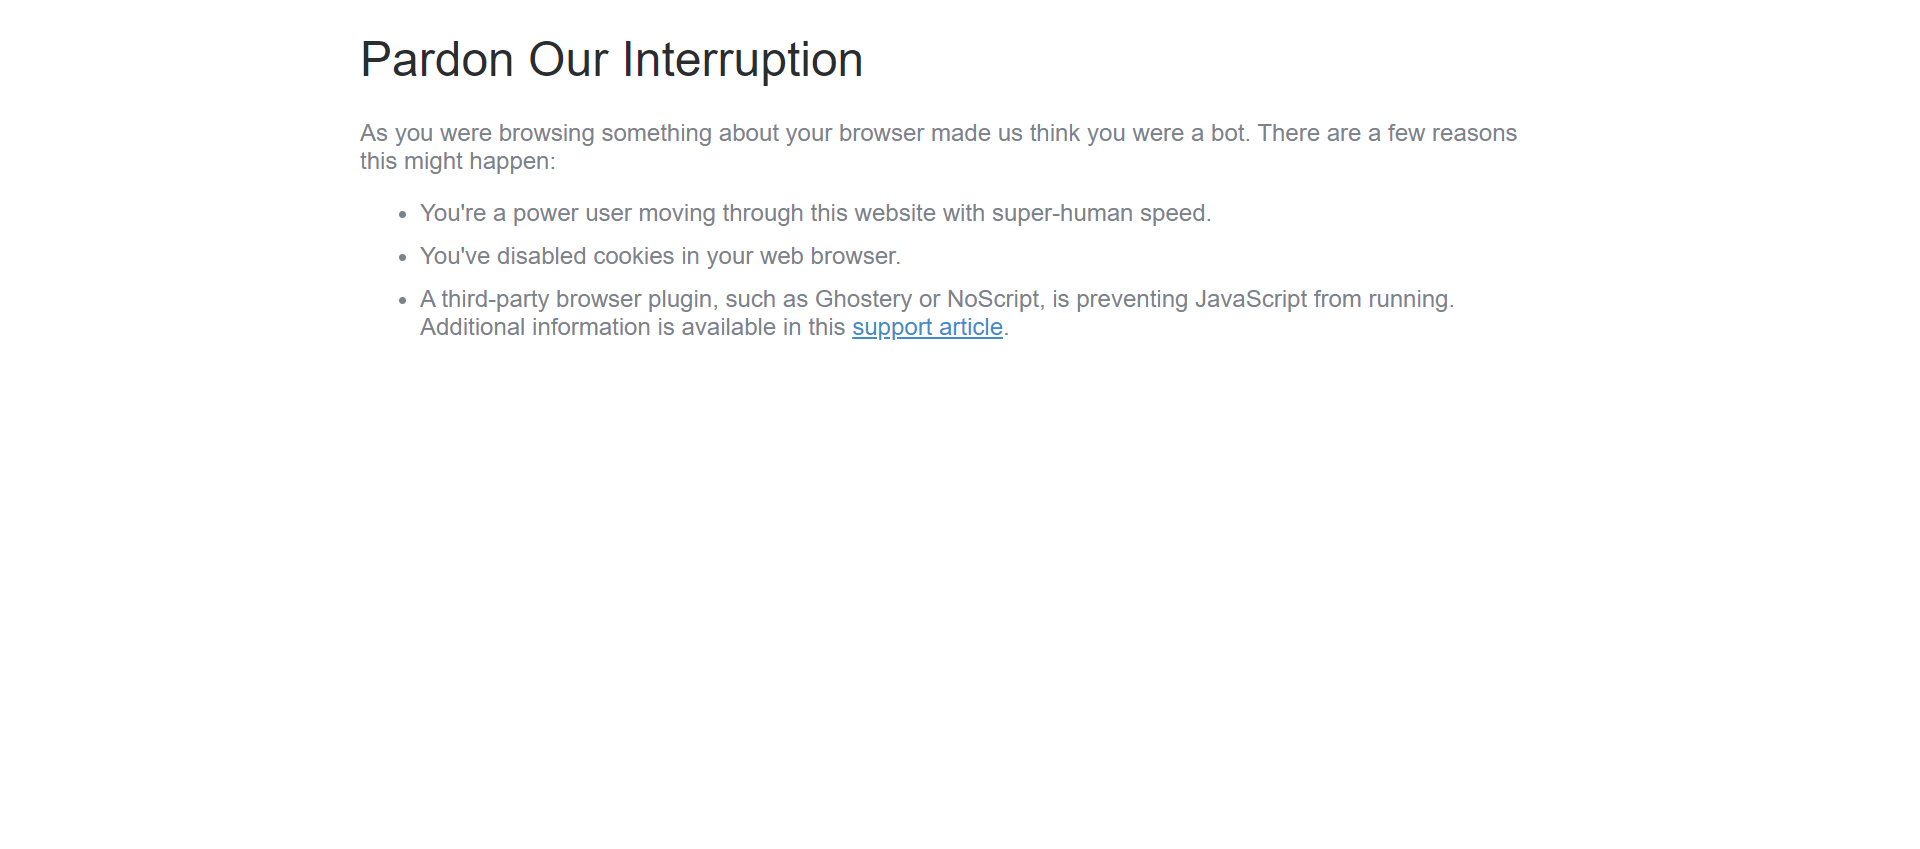 Pardon Our Interruption
As you were browsing something about your browser made us think you were a bot. There are a few reasons
this might happen:
You're a power user moving through this website with super-human speed.
You've disabled cookies in your web browser.
A third-party browser plugin, such as Ghostery or NoScript, is preventing JavaScript from running.
Additional information is available in this support article.